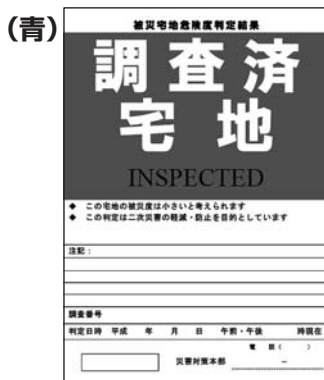 (青)
被災宅地危険度判定結果
調査済
宅地
INSPECTED
◆ この宅地の被災度は小さいと考えられます
◆ この判定は二次災害の軽減・防止を目的としています
注記:
調査番号
判定日時 平成 年 月 日 午前・午後 時現在
電 話 ( )
災害対策本部 −